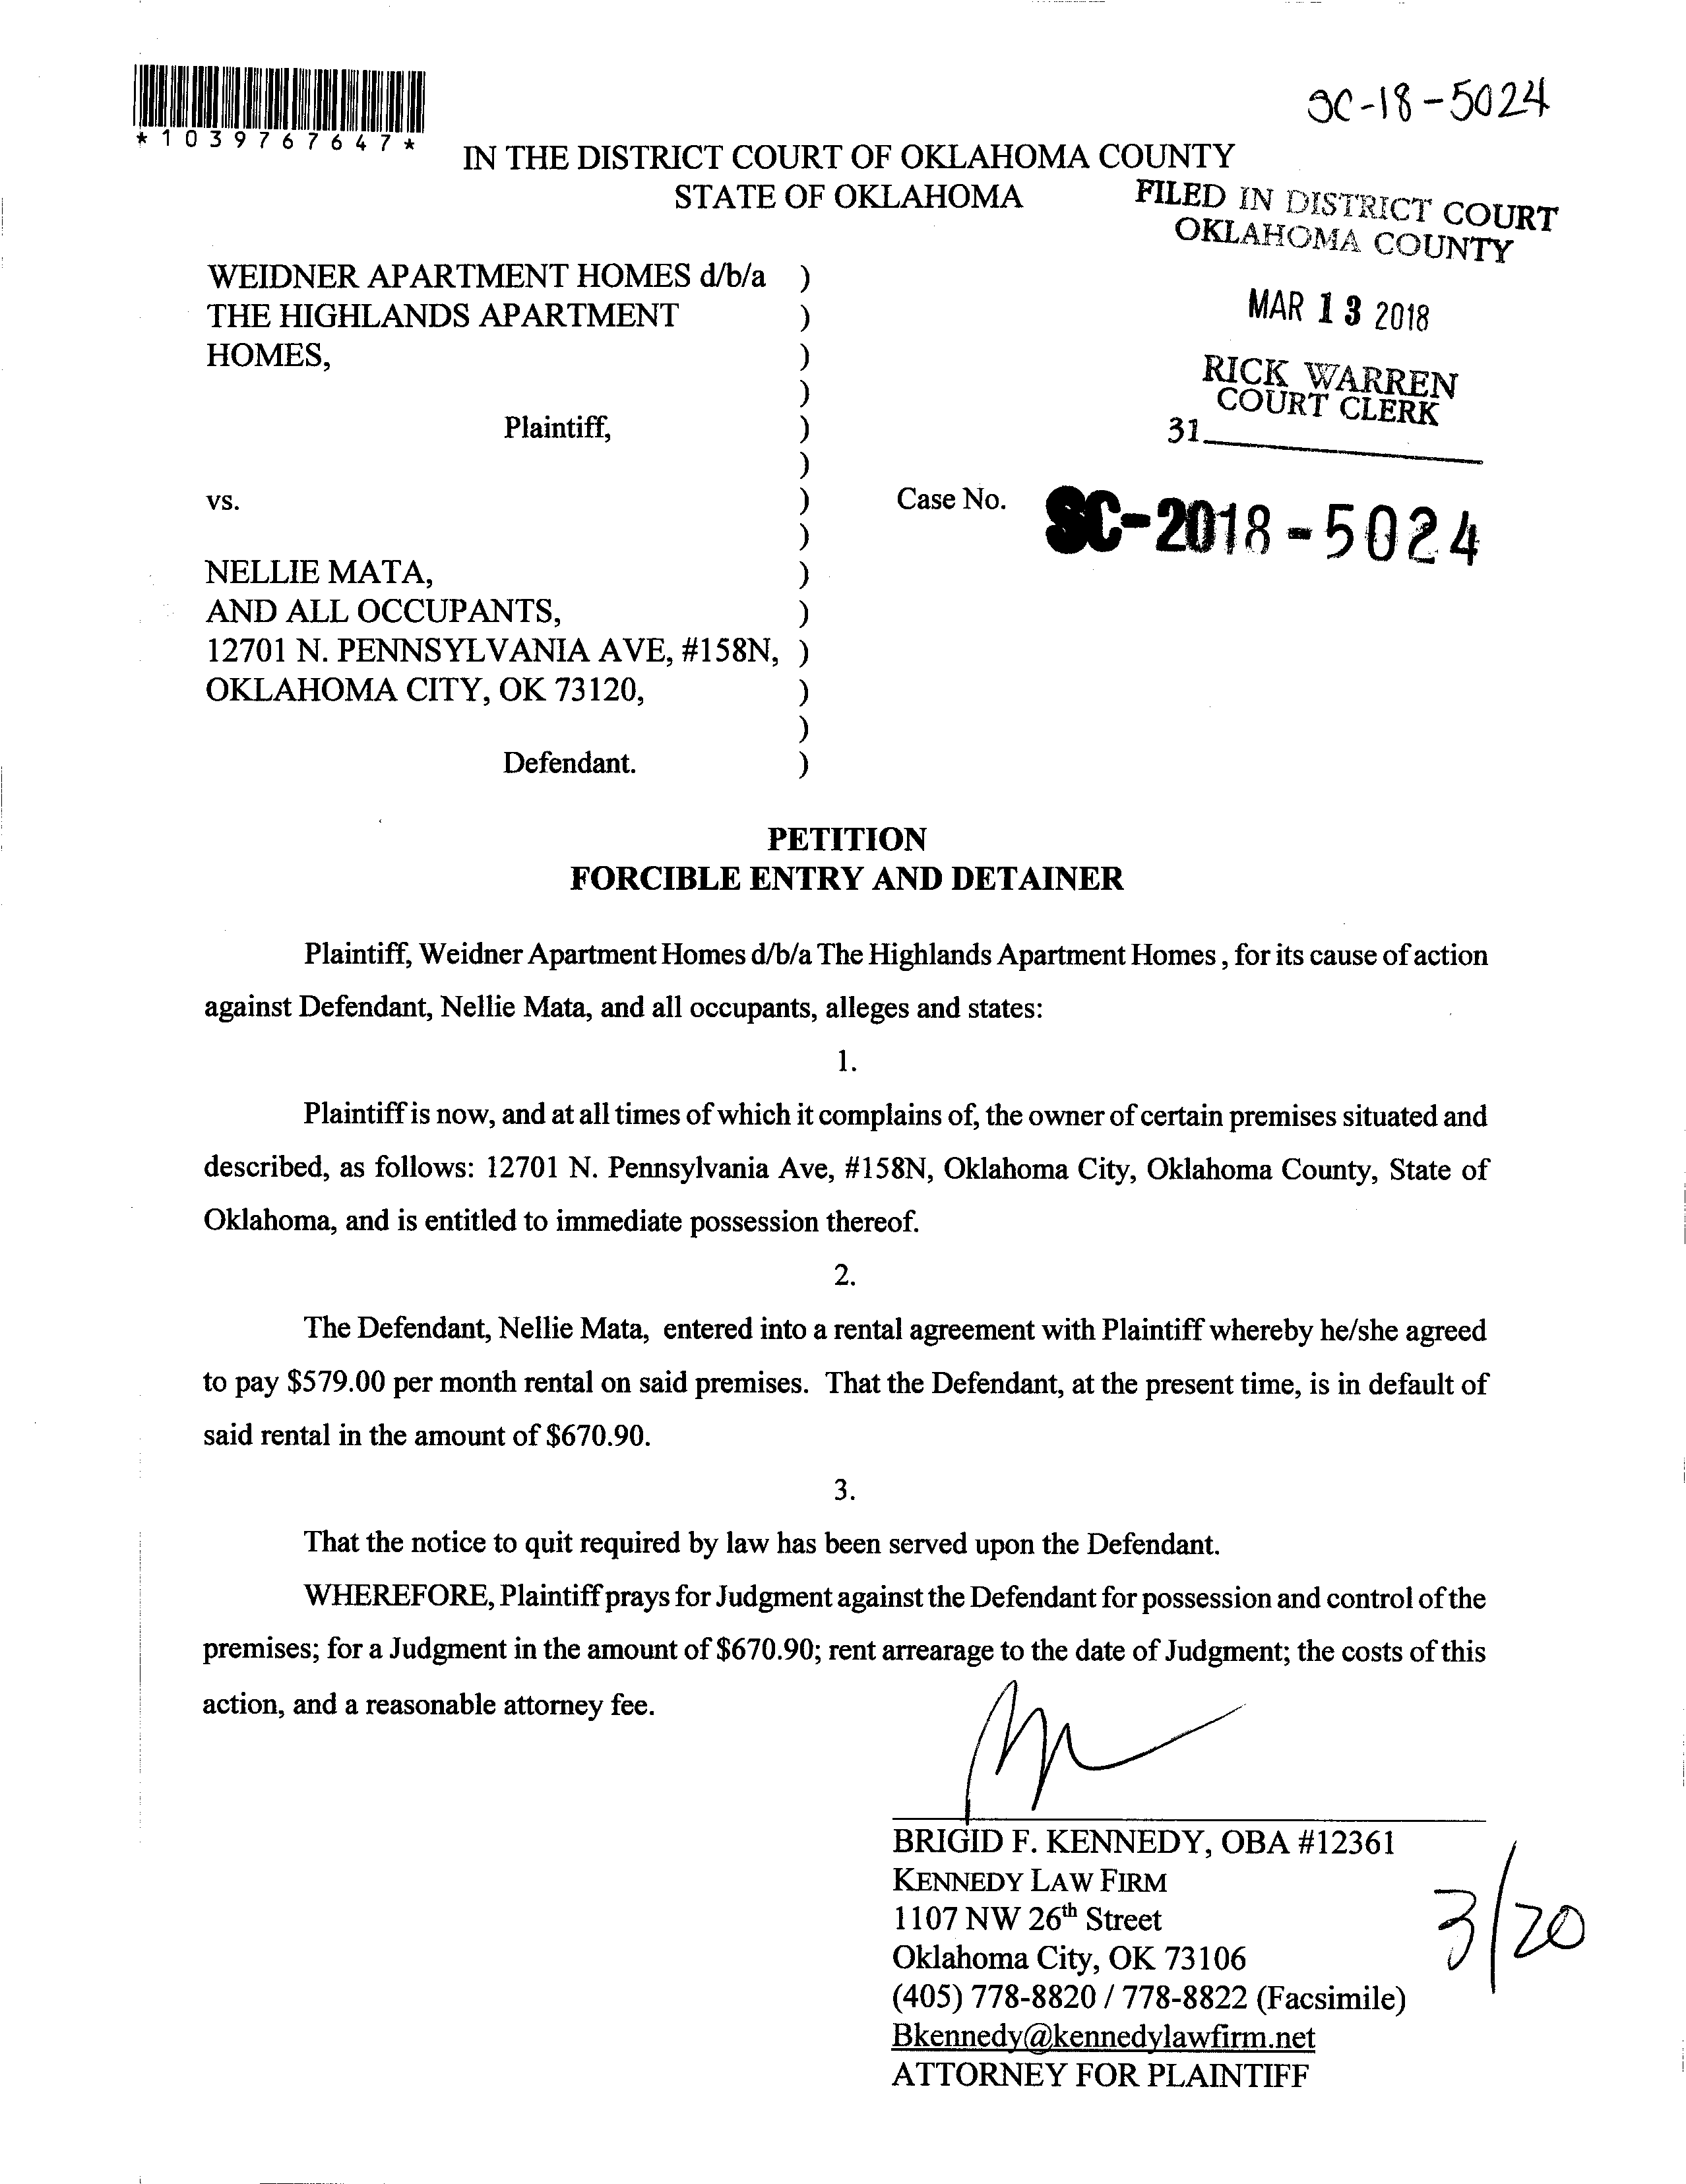 *1039767647*
SC-18-5024
IN THE DISTRICT COURT OF OKLAHOMA COUNTY
STATE OF OKLAHOMA
FILED IN DISTRICT COURT
OKLAHOMA COUNTY
MAR 13 2018
RICK WARREN
COURT CLERK
31
WEIDNER APARTMENT HOMES d/b/a )
THE HIGHLANDS APARTMENT )
HOMES, )
)
Plaintiff, )
)
vs. ) Case No. SC-2018-5024
)
NELLIE MATA, )
AND ALL OCCUPANTS, )
12701 N. PENNSYLVANIA AVE, #158N, )
OKLAHOMA CITY, OK 73120, )
)
Defendant. )
PETITION
FORCIBLE ENTRY AND DETAINER
Plaintiff, Weidner Apartment Homes d/b/a The Highlands Apartment Homes , for its cause of action
against Defendant, Nellie Mata, and all occupants, alleges and states:
1.
Plaintiff is now, and at all times of which it complains of, the owner of certain premises situated and
described, as follows: 12701 N. Pennsylvania Ave, #158N, Oklahoma City, Oklahoma County, State of
Oklahoma, and is entitled to immediate possession thereof.
2.
The Defendant, Nellie Mata, entered into a rental agreement with Plaintiff whereby he/she agreed
to pay $579.00 per month rental on said premises. That the Defendant, at the present time, is in default of
said rental in the amount of $670.90.
3.
That the notice to quit required by law has been served upon the Defendant.
WHEREFORE, Plaintiff prays for Judgment against the Defendant for possession and control of the
premises; for a Judgment in the amount of $670.90; rent arrearage to the date of Judgment; the costs of this
action, and a reasonable attorney fee.
BRIGID F. KENNEDY, OBA #12361
KENNEDY LAW FIRM
1107 NW 26th Street
Oklahoma City, OK 73106
(405) 778-8820 / 778-8822 (Facsimile)
Bkennedy@kennedylawfirm.net
ATTORNEY FOR PLAINTIFF
3/20